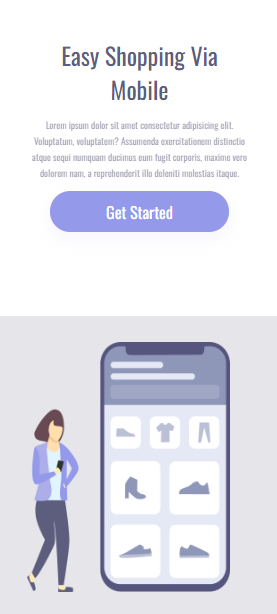 Easy Shopping Via
Mobile
Lorem ipsum dolor sit amet consectetur adipisicing elit.
Voluptatum, voluptatem? Assumenda exercitationem distinctio
atque sequi numquam ducimus eum fugit corporis, maxime vero
dolorem nam, a reprehenderit illo deleniti molestias itaque.
Get Started